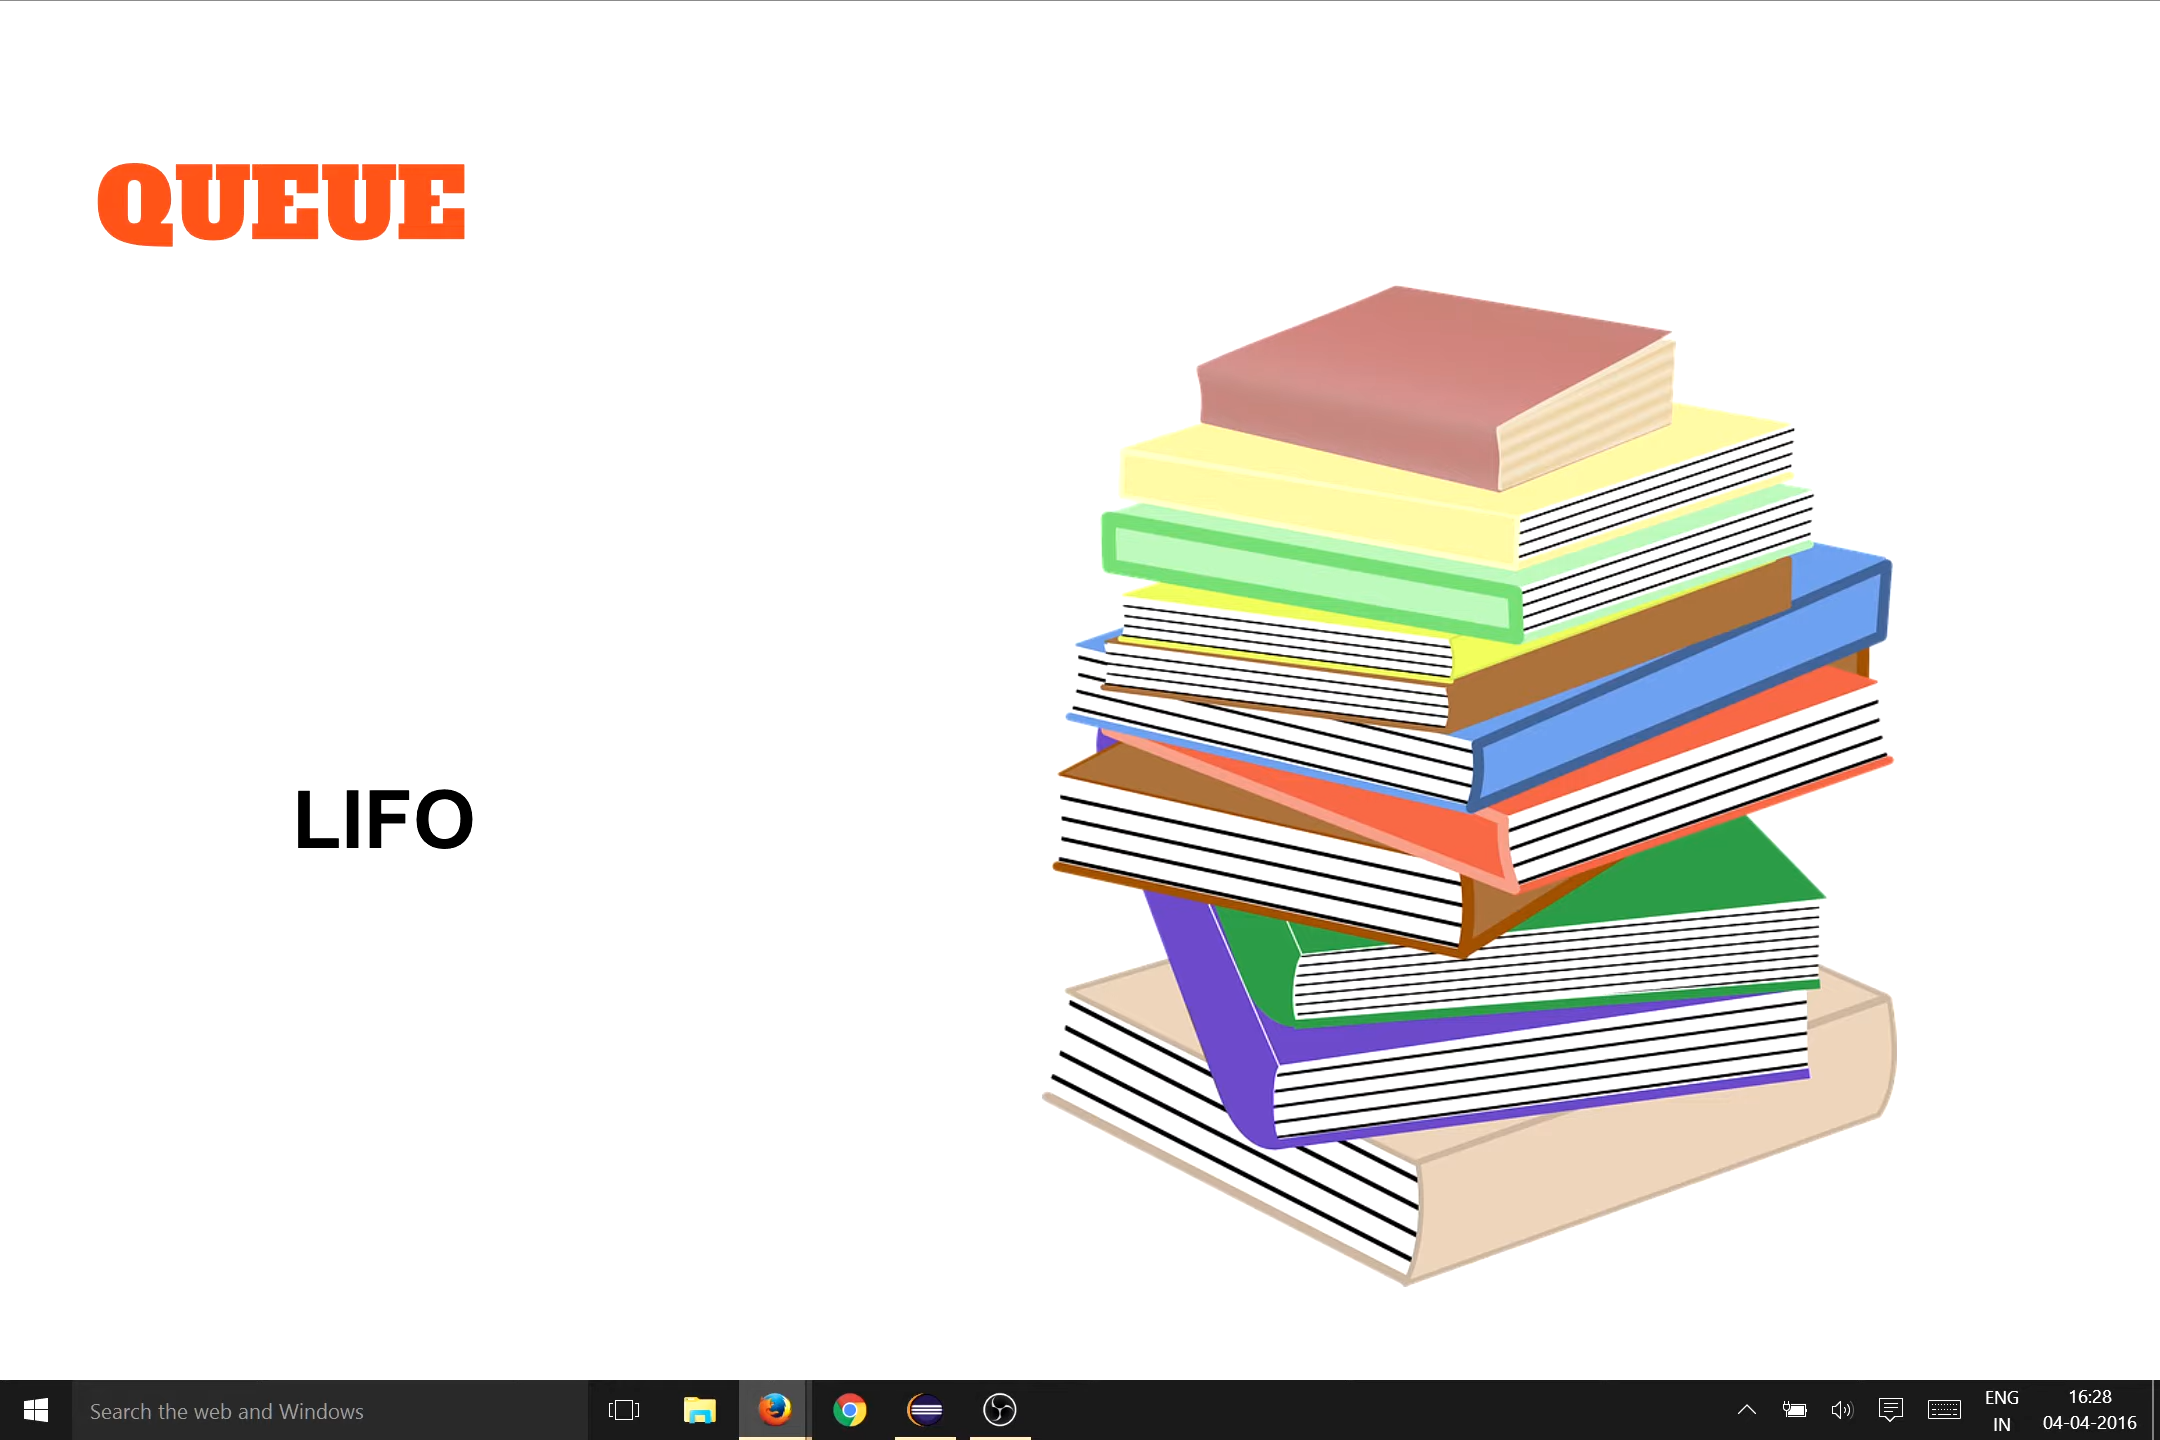 QUEUE
LIFO
Search the web and Windows
ENG
IN
16:28
04-04-2016